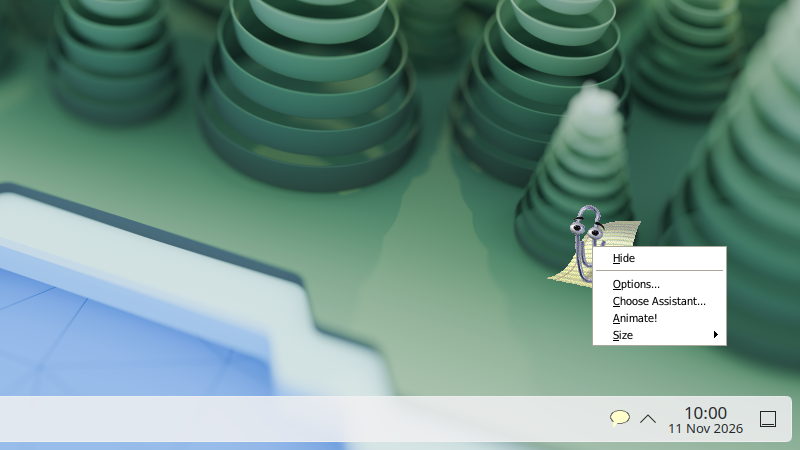 Hide
Options...
Choose Assistant...
Animate!
Size
10:00
11 Nov 2026